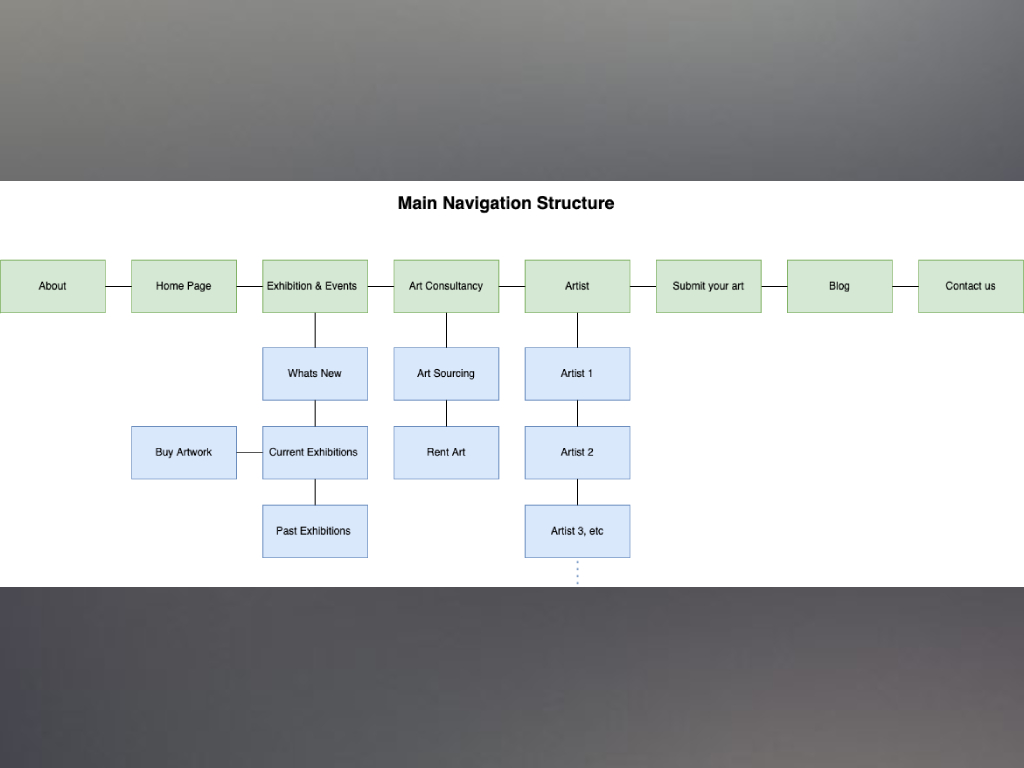 Main Navigation Structure
About
Home Page
Exhibition & Events
Art Consultancy
Artist
Submit your art
Blog
Contact us
Whats New
Art Sourcing
Artist 1
Buy Artwork
Current Exhibitions
Rent Art
Artist 2
Past Exhibitions
Artist 3, etc